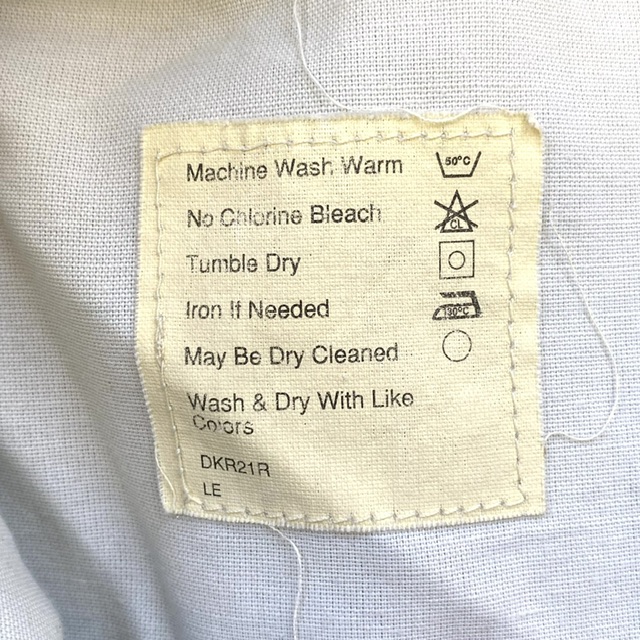 Machine Wash Warm 50°C
No Chlorine Bleach CL
Tumble Dry
Iron If Needed 130°C
May Be Dry Cleaned
Wash & Dry With Like
Colors
DKR21R
LE